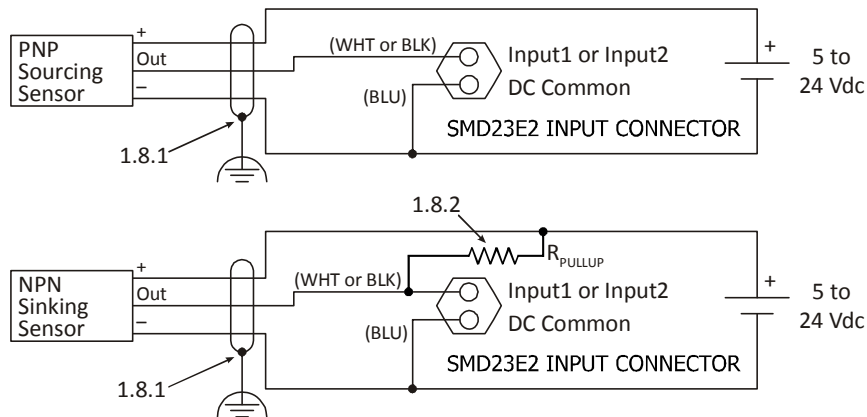 PNP
Sourcing
Sensor
+
Out
–
(WHT or BLK)
(BLU)
Input1 or Input2
DC Common
SMD23E2 INPUT CONNECTOR
+
5 to
24 Vdc
1.8.1
1.8.2
R PULLUP
NPN
Sinking
Sensor
+
Out
–
(WHT or BLK)
(BLU)
Input1 or Input2
DC Common
SMD23E2 INPUT CONNECTOR
+
5 to
24 Vdc
1.8.1